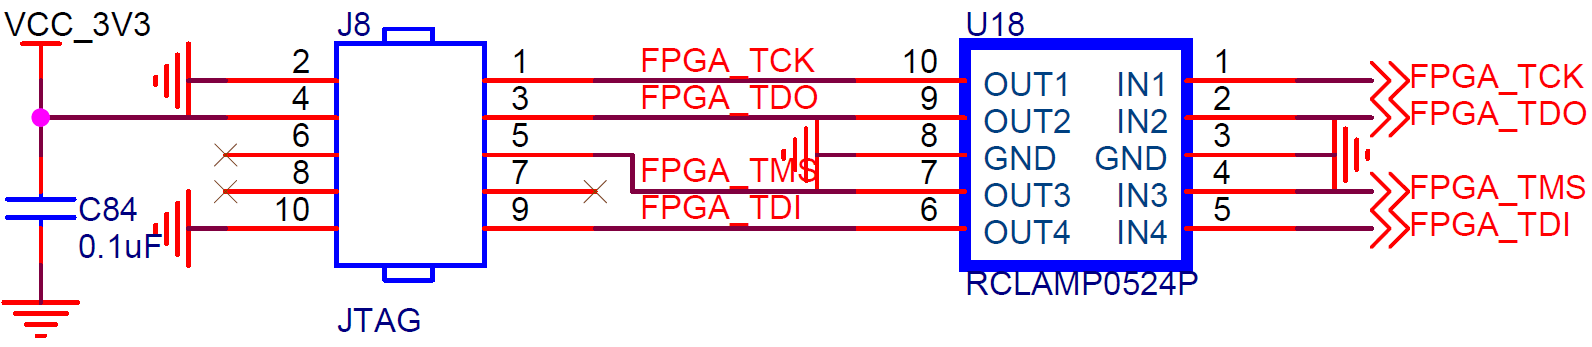 VCC_3V3
J8
U18
2
1
FPGA_TCK
10
OUT1
IN1
1
FPGA_TCK
4
3
FPGA_TDO
9
OUT2
IN2
2
FPGA_TDO
6
5
8
GND
GND
3
8
7
FPGA_TMS
7
OUT3
IN3
4
FPGA_TMS
10
9
FPGA_TDI
6
OUT4
IN4
5
FPGA_TDI
C84
0.1uF
RCLAMP0524P
JTAG